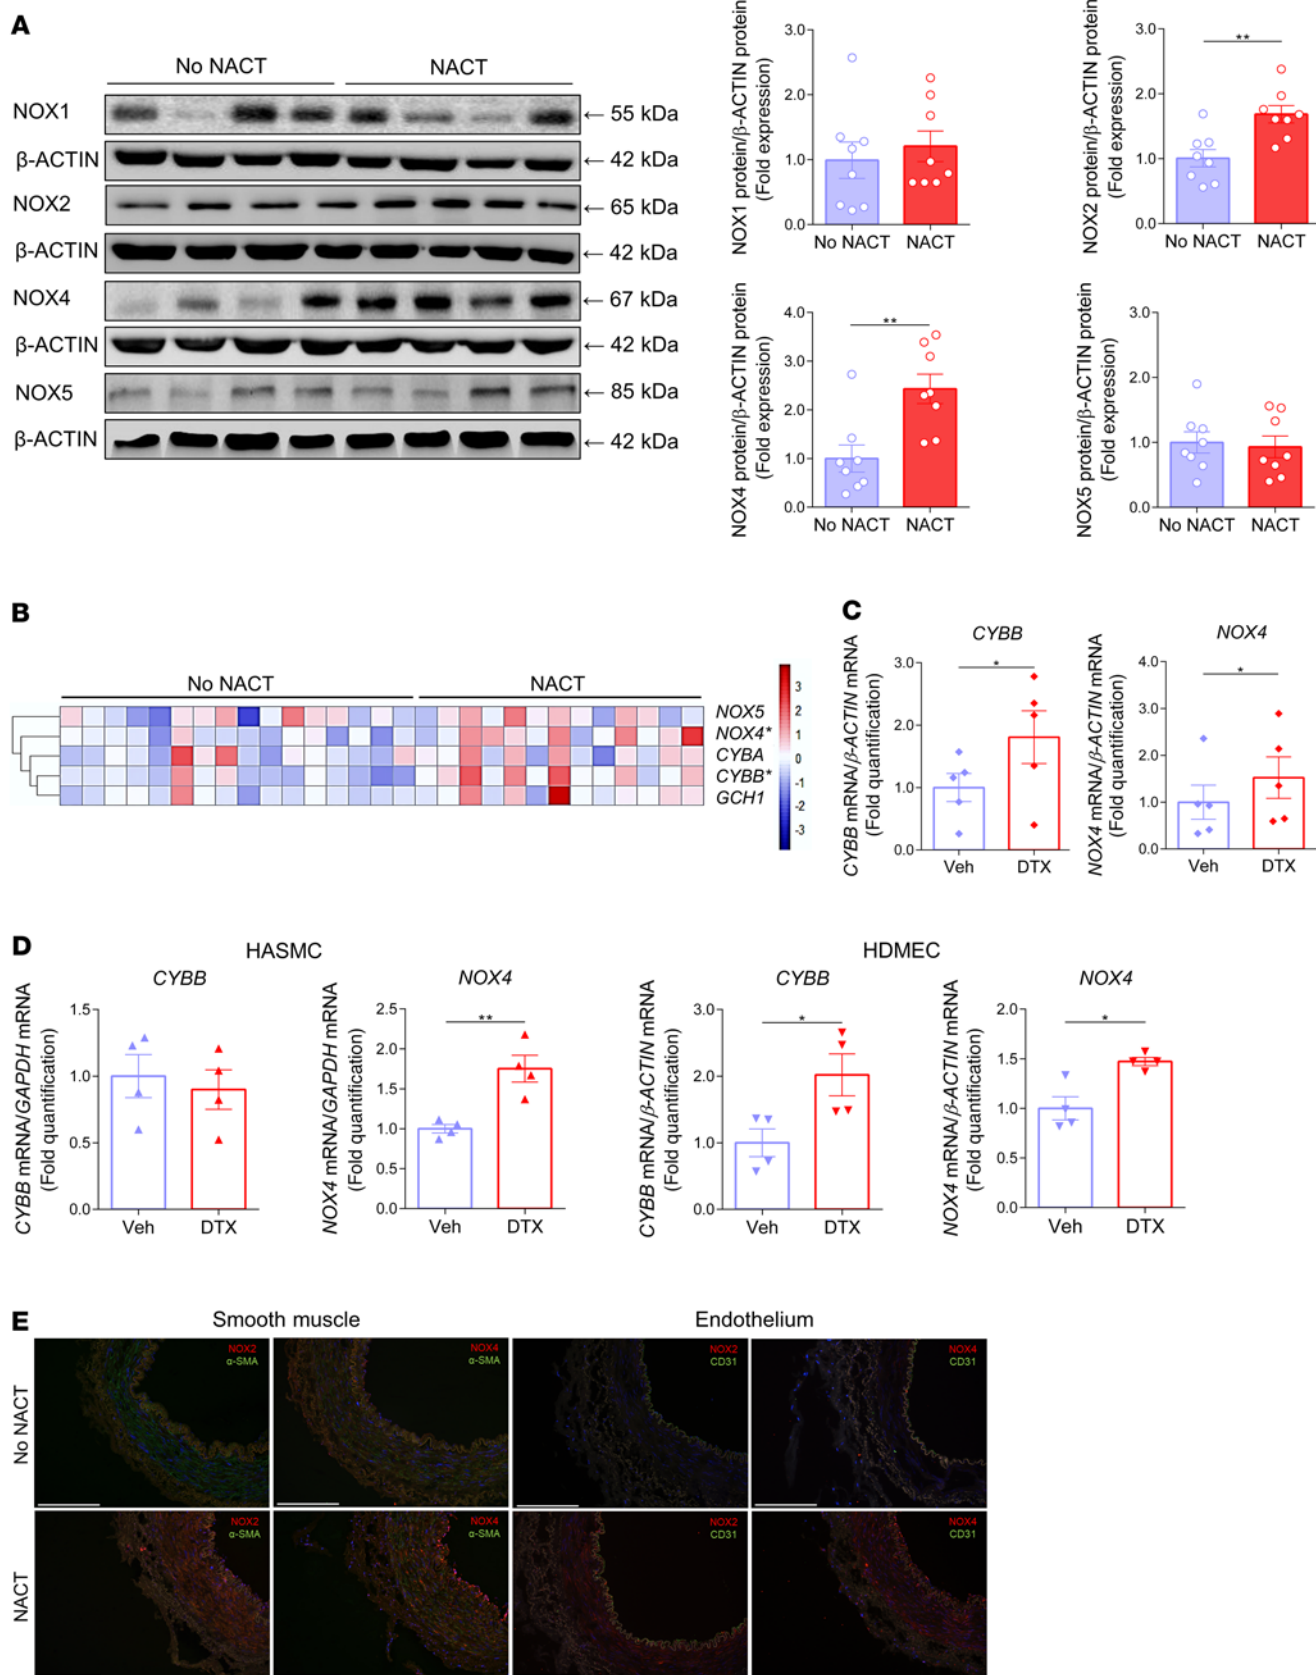 A
No NACT NACT
NOX1 ← 55 kDa
β-ACTIN ← 42 kDa
NOX2 ← 65 kDa
β-ACTIN ← 42 kDa
NOX4 ← 67 kDa
β-ACTIN ← 42 kDa
NOX5 ← 85 kDa
β-ACTIN ← 42 kDa
NOX1 protein/β-ACTIN protein
(Fold expression)
3.0
2.0
1.0
0.0
No NACT NACT
NOX2 protein/β-ACTIN protein
(Fold expression)
3.0
2.0
1.0
0.0
**
No NACT NACT
NOX4 protein/β-ACTIN protein
(Fold expression)
4.0
3.0
2.0
1.0
0.0
**
No NACT NACT
NOX5 protein/β-ACTIN protein
(Fold expression)
3.0
2.0
1.0
0.0
No NACT NACT
B
No NACT NACT
NOX5
NOX4*
CYBA
CYBB*
GCH1
3
2
1
0
-1
-2
-3
C
CYBB
CYBB mRNA/β-ACTIN mRNA
(Fold quantification)
3.0
2.0
1.0
0.0
*
Veh DTX
NOX4
NOX4 mRNA/β-ACTIN mRNA
(Fold quantification)
4.0
3.0
2.0
1.0
0.0
*
Veh DTX
D
HASMC
CYBB
CYBB mRNA/GAPDH mRNA
(Fold quantification)
1.5
1.0
0.5
0.0
Veh DTX
NOX4
NOX4 mRNA/GAPDH mRNA
(Fold quantification)
2.5
2.0
1.5
1.0
0.5
0.0
**
Veh DTX
HDMEC
CYBB
CYBB mRNA/β-ACTIN mRNA
(Fold quantification)
3.0
2.0
1.0
0.0
*
Veh DTX
NOX4
NOX4 mRNA/β-ACTIN mRNA
(Fold quantification)
2.0
1.5
1.0
0.5
0.0
*
Veh DTX
E
Smooth muscle Endothelium
No NACT
NOX2
α-SMA
NOX4
α-SMA
NOX2
CD31
NOX4
CD31
NACT
NOX2
α-SMA
NOX4
α-SMA
NOX2
CD31
NOX4
CD31